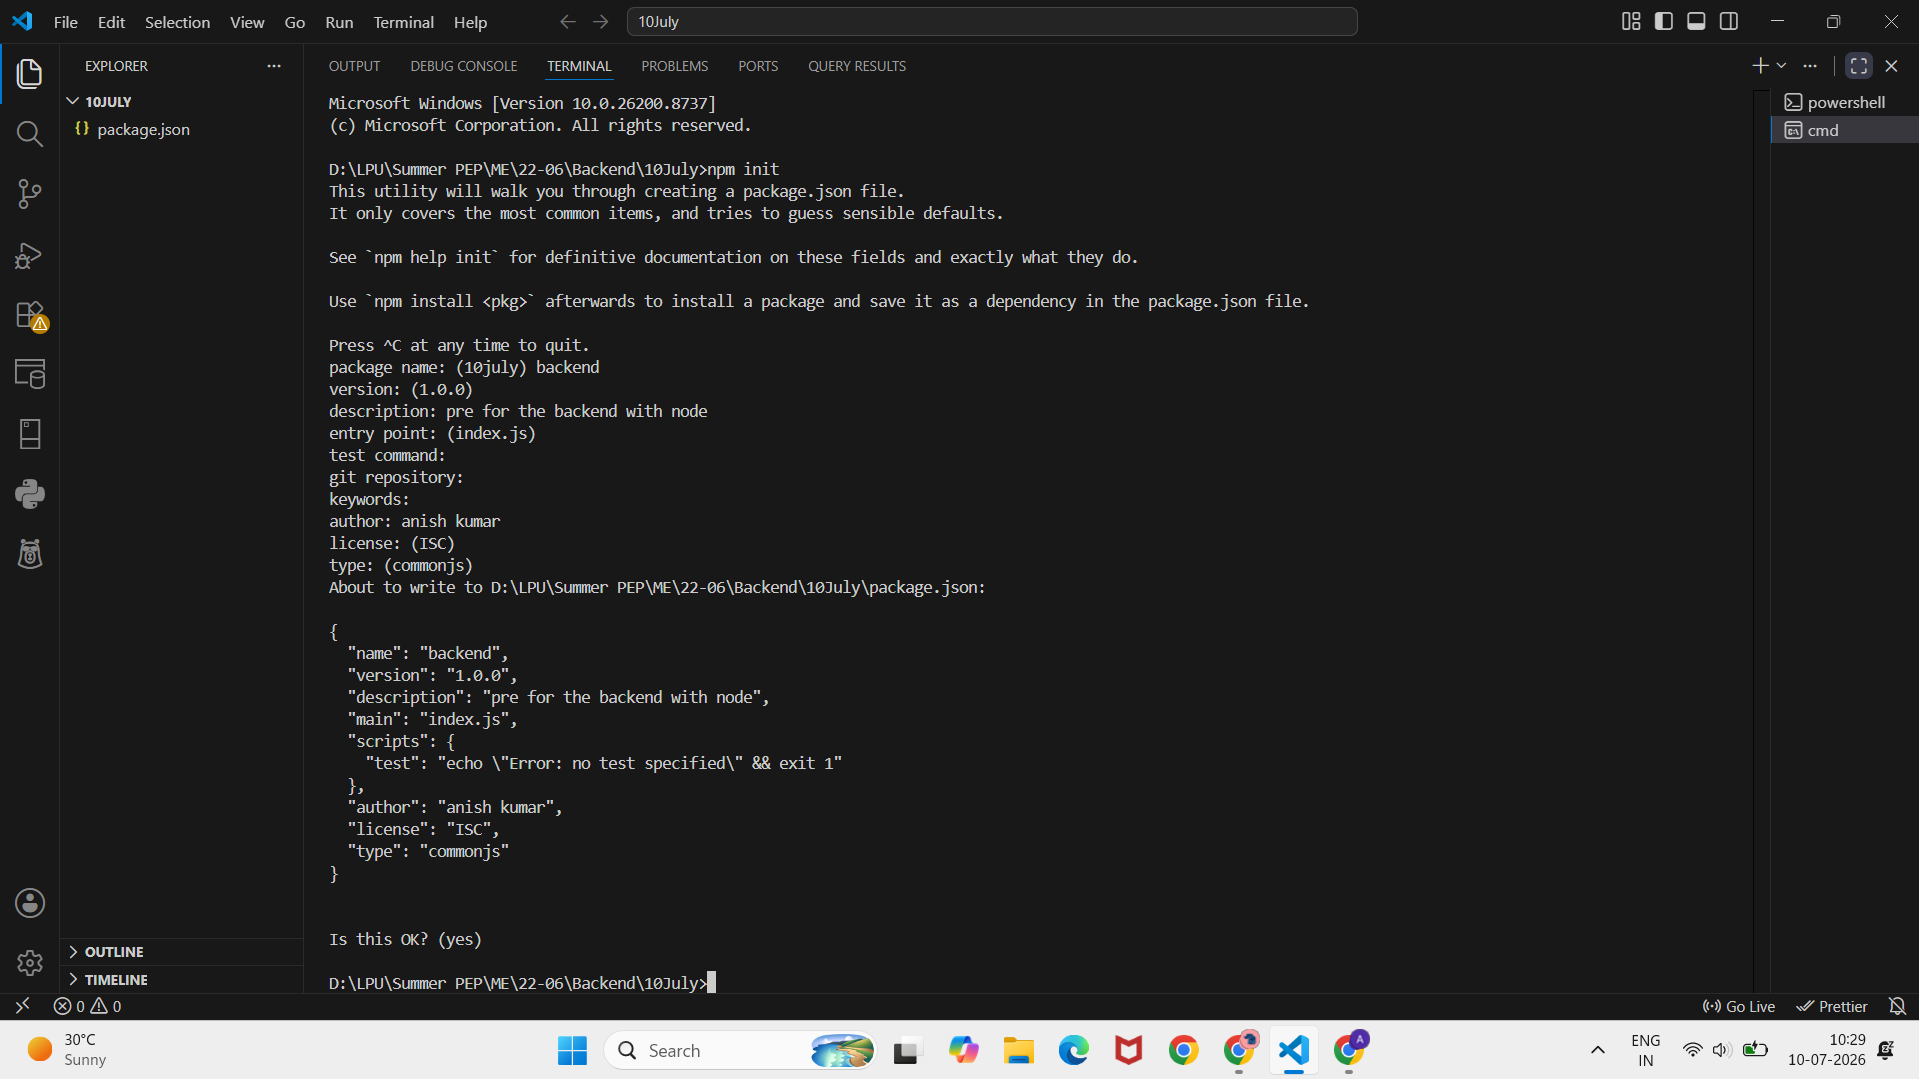 File Edit Selection View Go Run Terminal Help
10July
EXPLORER
10JULY
package.json
OUTPUT DEBUG CONSOLE TERMINAL PROBLEMS PORTS QUERY RESULTS
powershell
cmd
Microsoft Windows [Version 10.0.26200.8737]
(c) Microsoft Corporation. All rights reserved.
D:\LPU\Summer PEP\ME\22-06\Backend\10July>npm init
This utility will walk you through creating a package.json file.
It only covers the most common items, and tries to guess sensible defaults.
See `npm help init` for definitive documentation on these fields and exactly what they do.
Use `npm install <pkg>` afterwards to install a package and save it as a dependency in the package.json file.
Press ^C at any time to quit.
package name: (10july) backend
version: (1.0.0)
description: pre for the backend with node
entry point: (index.js)
test command:
git repository:
keywords:
author: anish kumar
license: (ISC)
type: (commonjs)
About to write to D:\LPU\Summer PEP\ME\22-06\Backend\10July\package.json:
{
  "name": "backend",
  "version": "1.0.0",
  "description": "pre for the backend with node",
  "main": "index.js",
  "scripts": {
    "test": "echo \"Error: no test specified\" && exit 1"
  },
  "author": "anish kumar",
  "license": "ISC",
  "type": "commonjs"
}
Is this OK? (yes)
D:\LPU\Summer PEP\ME\22-06\Backend\10July>
OUTLINE
TIMELINE
0 0
Go Live Prettier
30°C
Sunny
Search
A
ENG
IN
10:29
10-07-2026